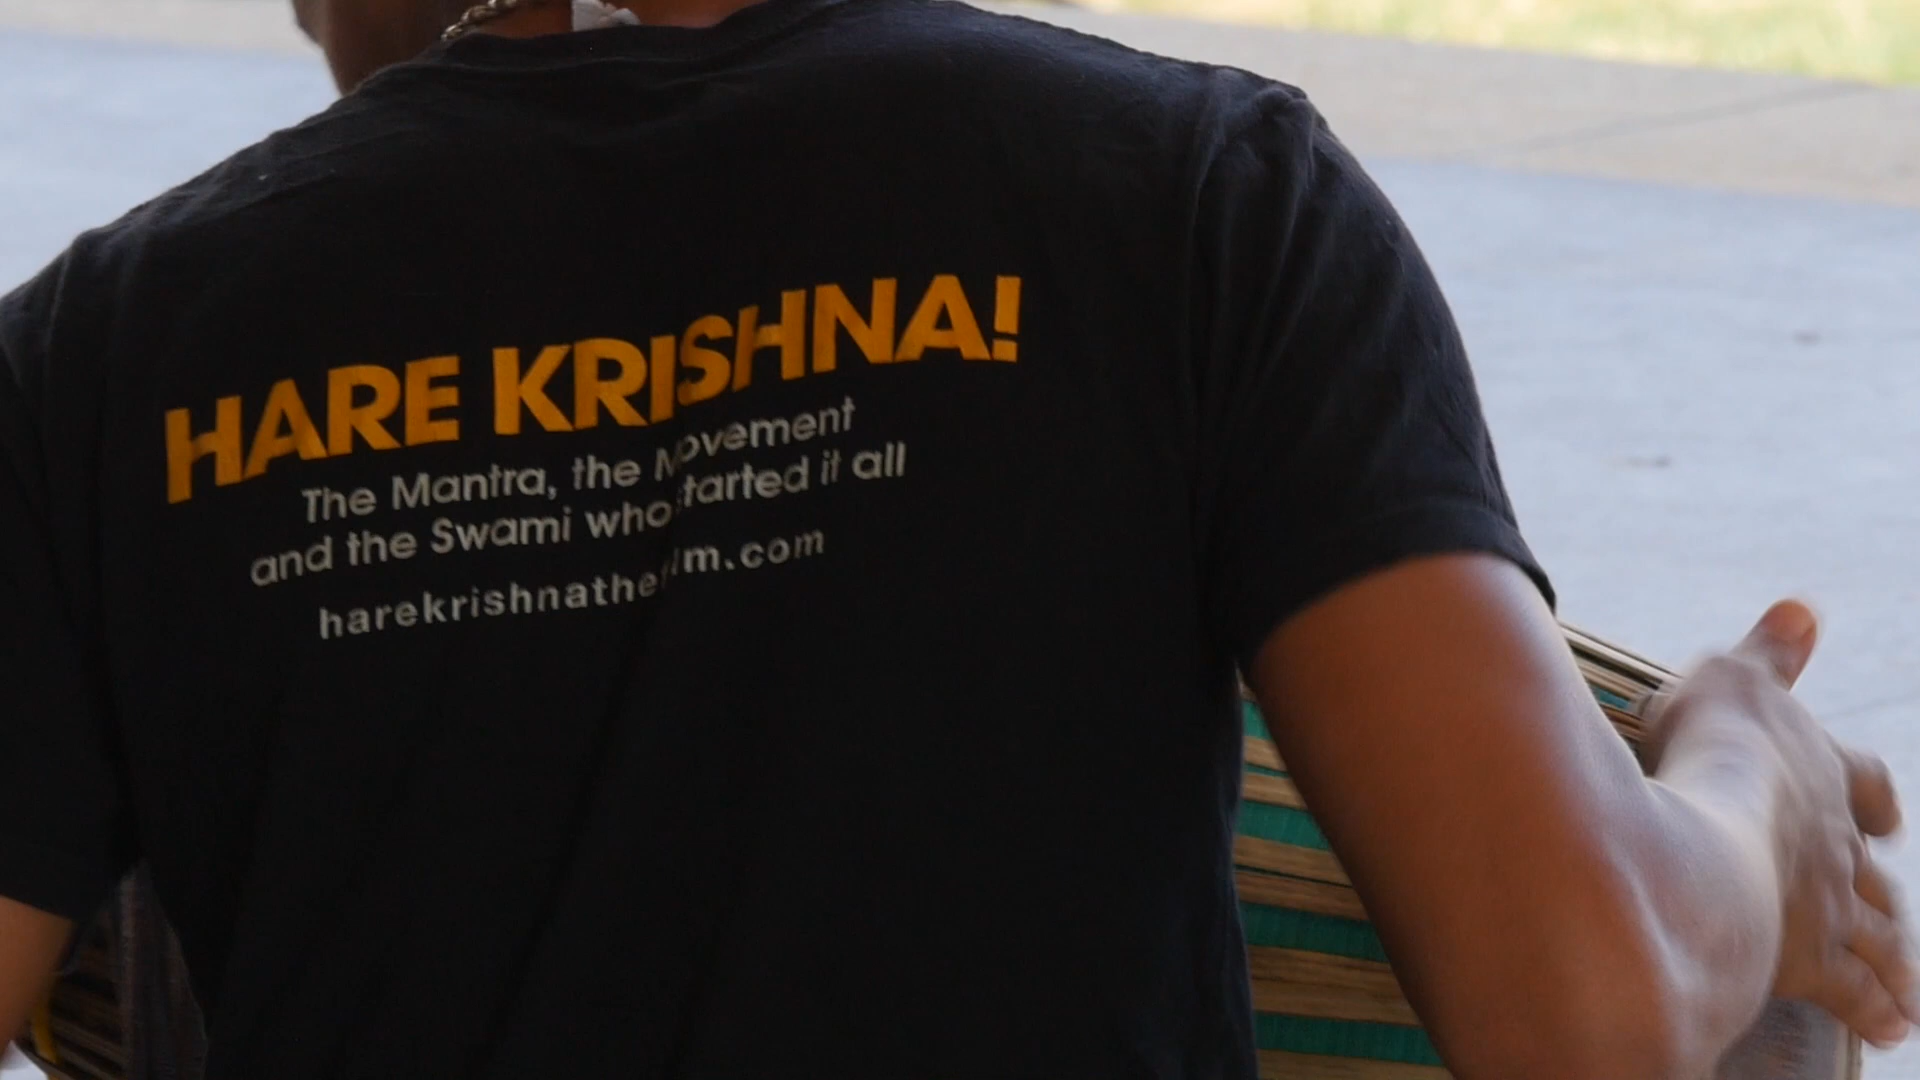 HARE KRISHNA!
The Mantra, the Movement
and the Swami who started it all
harekrishnathefilm.com